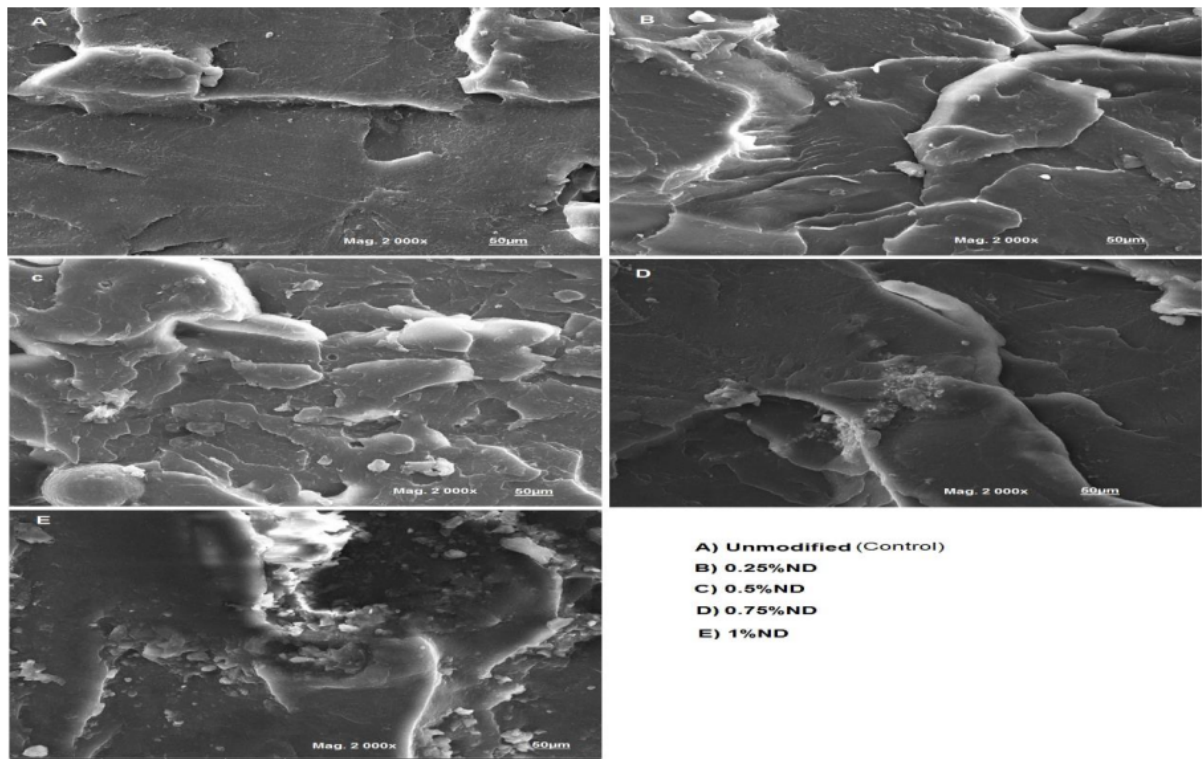 A
Mag. 2 000x 50µm
B
Mag. 2 000x 50µm
C
Mag. 2 000x 50µm
D
Mag. 2 000x 50µm
E
Mag. 2 000x 50µm
A) Unmodified (Control)
B) 0.25%ND
C) 0.5%ND
D) 0.75%ND
E) 1%ND